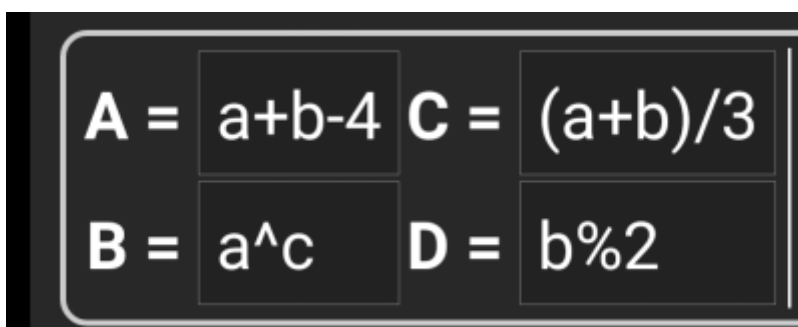 A = a+b-4 C = (a+b)/3
B = a^c D = b%2